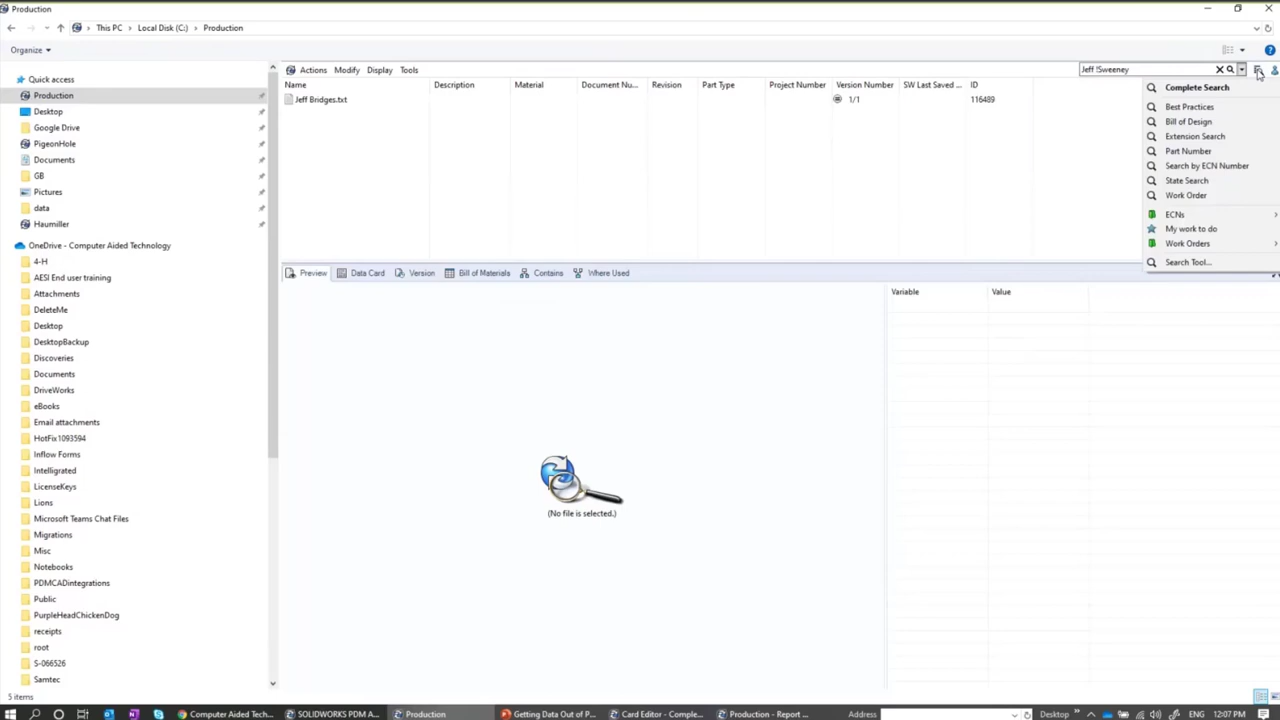 Production
This PC > Local Disk (C:) > Production
Organize
Actions Modify Display Tools
Jeff !Sweeney
Name Description Material Document Nu... Revision Part Type Project Number Version Number SW Last Saved ... ID
Jeff Bridges.txt 1/1 116489
Complete Search
Best Practices
Bill of Design
Extension Search
Part Number
Search by ECN Number
State Search
Work Order
ECNs
My work to do
Work Orders
Search Tool...
Quick access
Production
Desktop
Google Drive
PigeonHole
Documents
GB
Pictures
data
Haumiller
OneDrive - Computer Aided Technology
4-H
AESI End user training
Attachments
DeleteMe
Desktop
DesktopBackup
Discoveries
Documents
DriveWorks
eBooks
Email attachments
HotFix1093594
Inflow Forms
Intelligrated
LicenseKeys
Lions
Microsoft Teams Chat Files
Migrations
Misc
Notebooks
PDMCADintegrations
Public
PurpleHeadChickenDog
receipts
root
S-066526
Samtec
Preview Data Card Version Bill of Materials Contains Where Used
Variable Value
(No file is selected.)
5 items
Computer Aided Tech... SOLIDWORKS PDM A... Production Getting Data Out of P... Card Editor - Comple... Production - Report ... Address Desktop ENG 12:07 PM